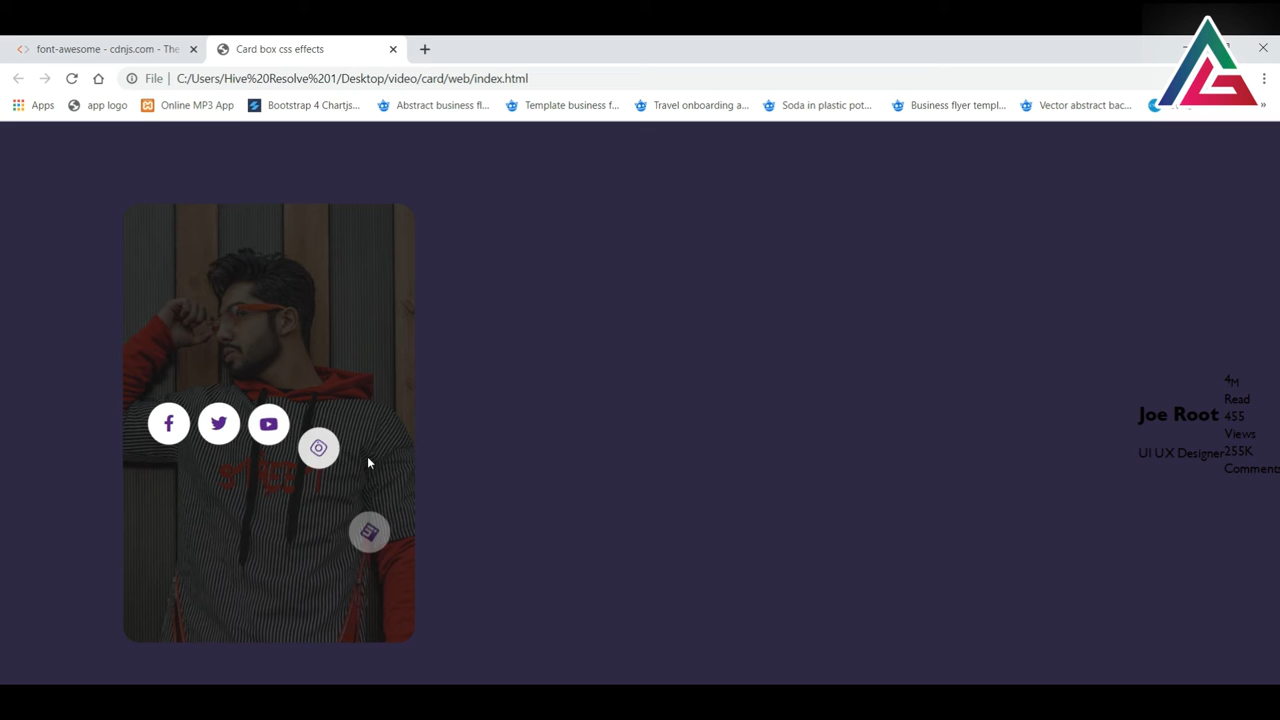 font-awesome - cdnjs.com - The
Card box css effects
File | C:/Users/Hive%20Resolve%201/Desktop/video/card/web/index.html
Apps
app logo
Online MP3 App
Bootstrap 4 Chartjs...
Abstract business fl...
Template business f...
Travel onboarding a...
Soda in plastic pot...
Business flyer templ...
Vector abstract bac...
4M
Read
Joe Root
455
Views
UI UX Designer
255K
Comments